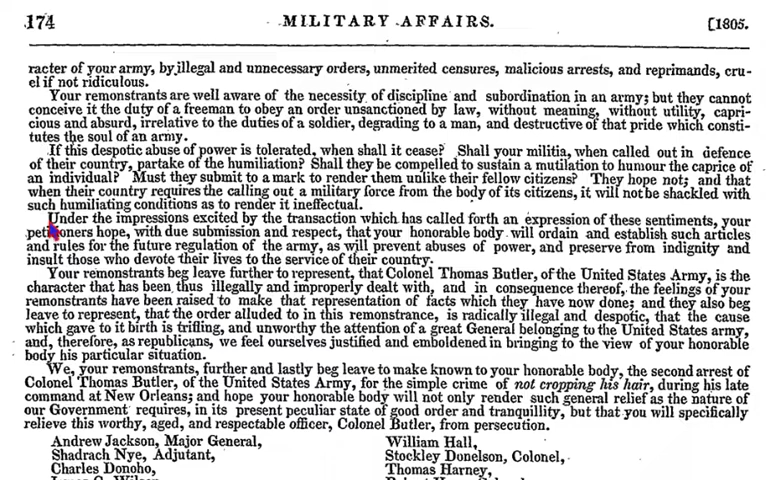 174 MILITARY AFFAIRS. [1805.
racter of your army, by illegal and unnecessary orders, unmerited censures, malicious arrests, and reprimands, cru-
el if not ridiculous.
Your remonstrants are well aware of the necessity of discipline and subordination in an army; but they cannot
conceive it the duty of a freeman to obey an order unsanctioned by law, without meaning, without utility, capri-
cious and absurd, irrelative to the duties of a soldier, degrading to a man, and destructive of that pride which consti-
tutes the soul of an army.
If this despotic abuse of power is tolerated, when shall it cease? Shall your militia, when called out in defence
of their country, partake of the humiliation? Shall they be compelled to sustain a mutilation to humour the caprice of
an individual? Must they submit to a mark to render them unlike their fellow citizens? They hope not; and that
when their country requires the calling out a military force from the body of its citizens, it will not be shackled with
such humiliating conditions as to render it ineffectual.
Under the impressions excited by the transaction which has called forth an expression of these sentiments, your
petitioners hope, with due submission and respect, that your honorable body will ordain and establish such articles
and rules for the future regulation of the army, as will prevent abuses of power, and preserve from indignity and
insult those who devote their lives to the service of their country.
Your remonstrants beg leave further to represent, that Colonel Thomas Butler, of the United States Army, is the
character that has been thus illegally and improperly dealt with, and in consequence thereof, the feelings of your
remonstrants have been raised to make that representation of facts which they have now done; and they also beg
leave to represent, that the order alluded to in this remonstrance, is radically illegal and despotic, that the cause
which gave to it birth is trifling, and unworthy the attention of a great General belonging to the United States army,
and, therefore, as republicans, we feel ourselves justified and emboldened in bringing to the view of your honorable
body his particular situation.
We, your remonstrants, further and lastly beg leave to make known to your honorable body, the second arrest of
Colonel Thomas Butler, of the United States Army, for the simple crime of not cropping his hair, during his late
command at New Orleans; and hope your honorable body will not only render such general relief as the nature of
our Government requires, in its present peculiar state of good order and tranquillity, but that you will specifically
relieve this worthy, aged, and respectable officer, Colonel Butler, from persecution.
Andrew Jackson, Major General, William Hall,
Shadrach Nye, Adjutant, Stockley Donelson, Colonel,
Charles Donoho, Thomas Harney,